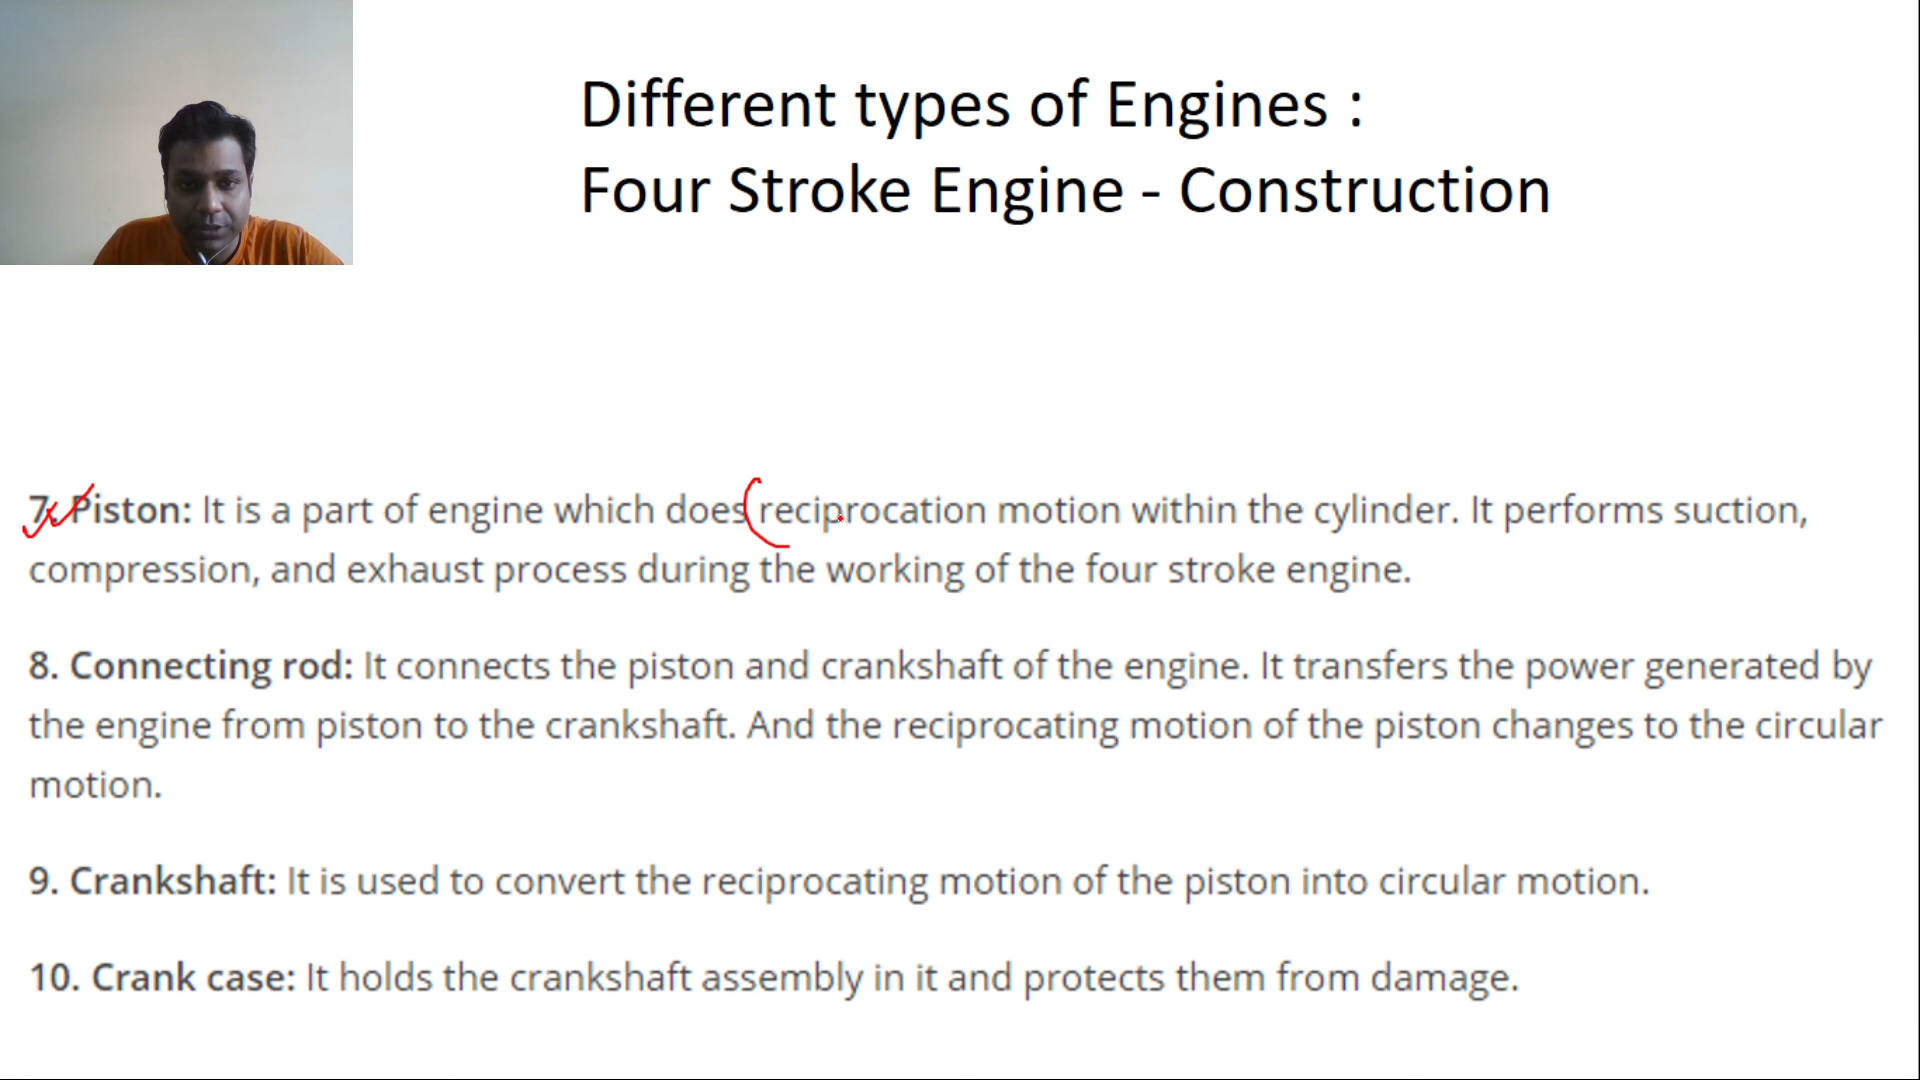 Different types of Engines :
Four Stroke Engine - Construction
7. Piston: It is a part of engine which does reciprocation motion within the cylinder. It performs suction,
compression, and exhaust process during the working of the four stroke engine.
8. Connecting rod: It connects the piston and crankshaft of the engine. It transfers the power generated by
the engine from piston to the crankshaft. And the reciprocating motion of the piston changes to the circular
motion.
9. Crankshaft: It is used to convert the reciprocating motion of the piston into circular motion.
10. Crank case: It holds the crankshaft assembly in it and protects them from damage.